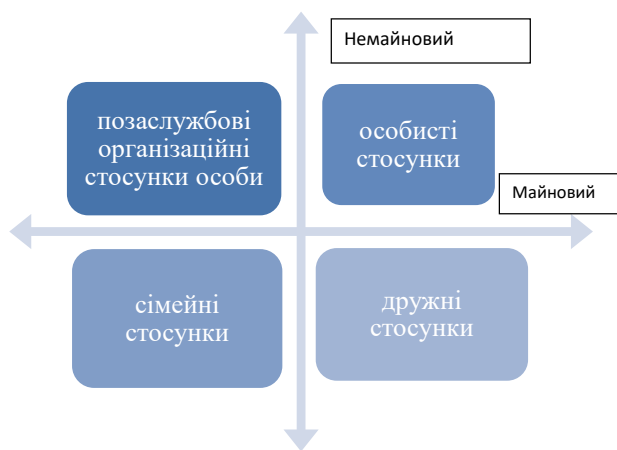 Немайновий
позаслужбові
організаційні
стосунки особи
особисті
стосунки
Майновий
сімейні
стосунки
дружні
стосунки